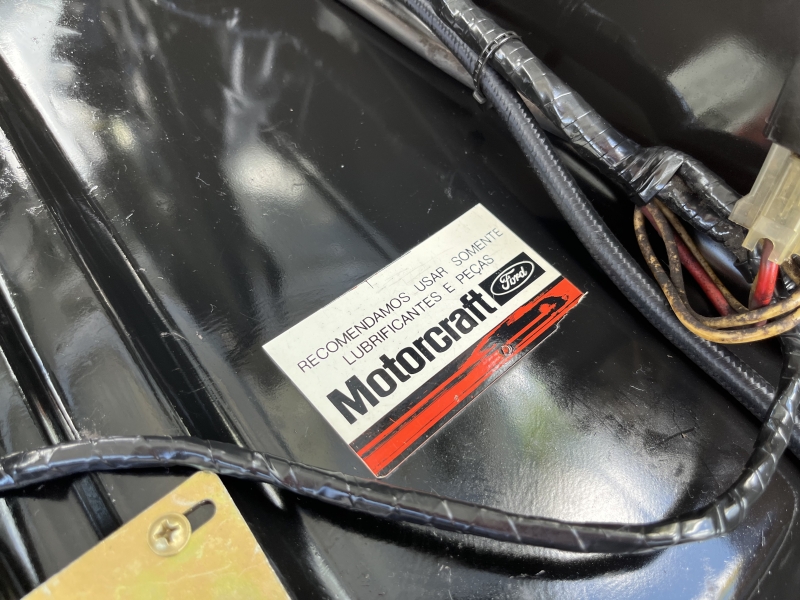 RECOMENDAMOS USAR SOMENTE
LUBRIFICANTES E PEÇAS
Motorcraft Ford